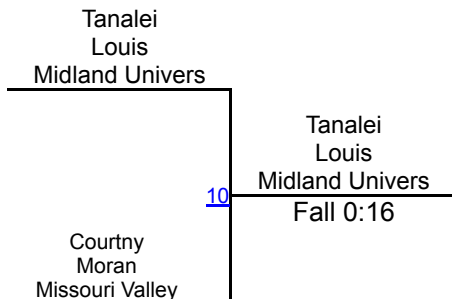 Tanalei
Louis
Midland Univers
Tanalei
Louis
Midland Univers
10
Fall 0:16
Courtny
Moran
Missouri Valley